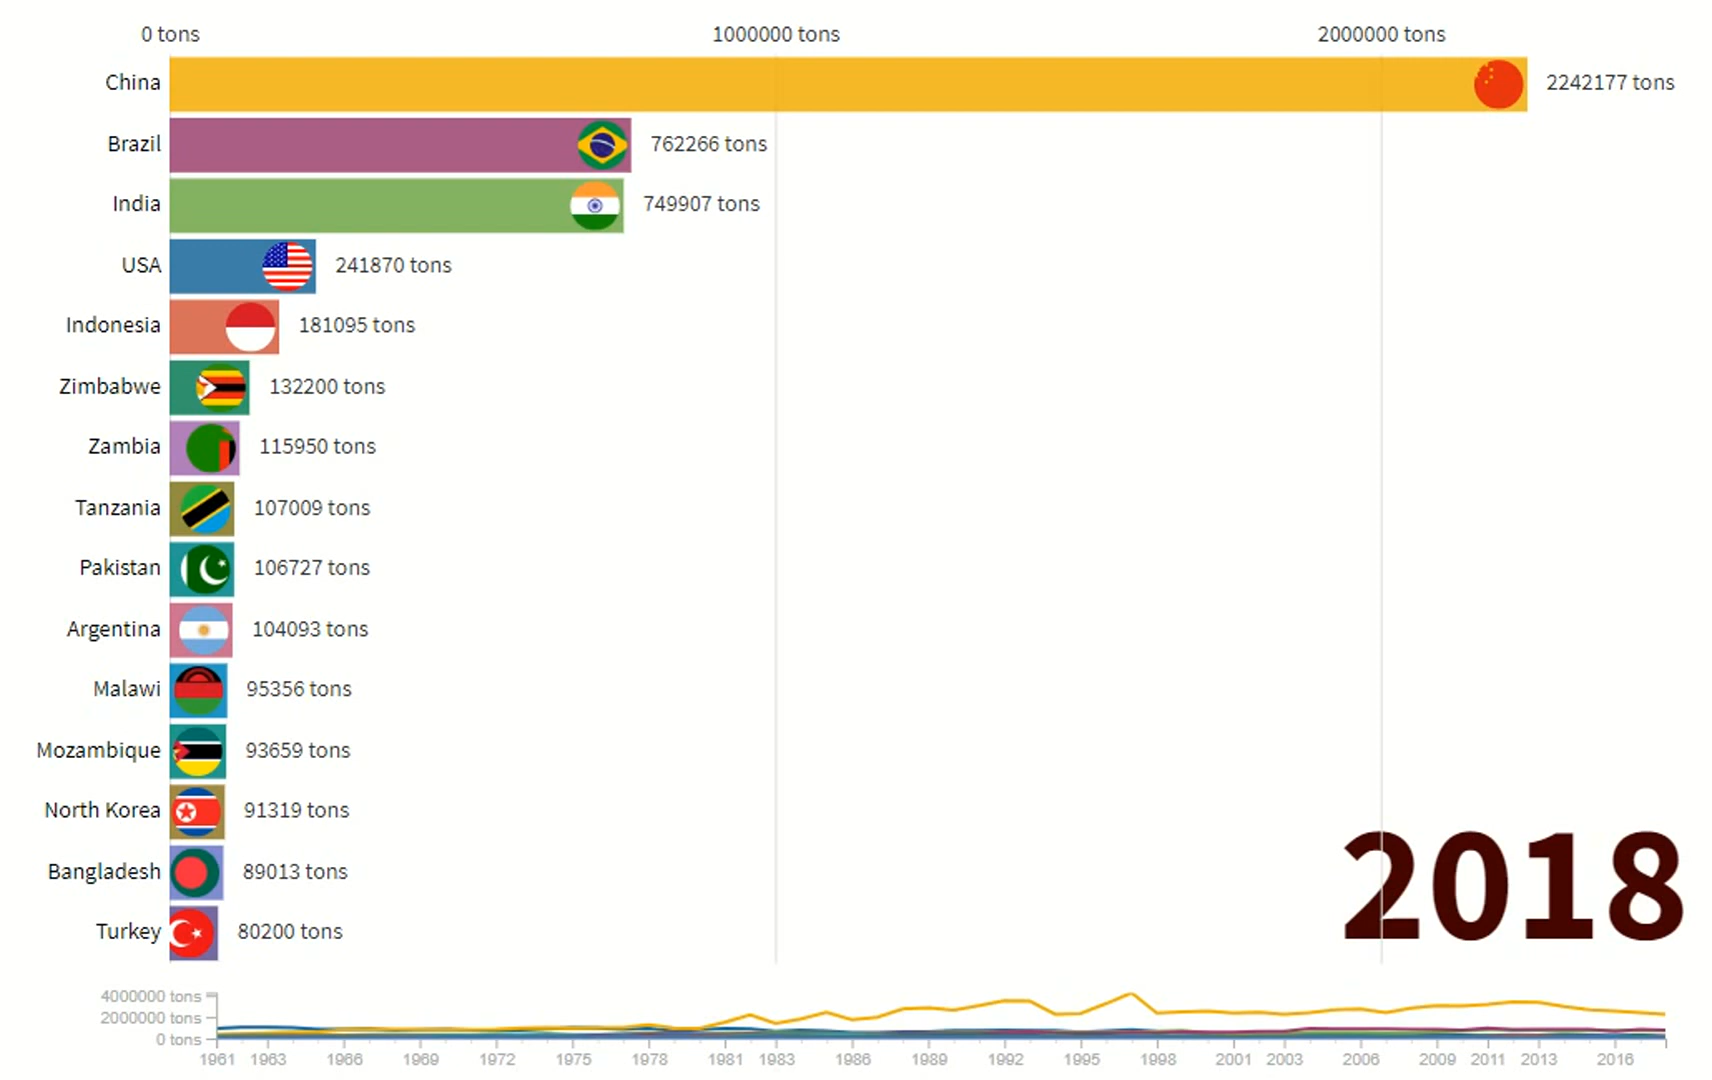 0 tons 1000000 tons 2000000 tons
China 2242177 tons
Brazil 762266 tons
India 749907 tons
USA 241870 tons
Indonesia 181095 tons
Zimbabwe 132200 tons
Zambia 115950 tons
Tanzania 107009 tons
Pakistan 106727 tons
Argentina 104093 tons
Malawi 95356 tons
Mozambique 93659 tons
North Korea 91319 tons
Bangladesh 89013 tons
Turkey 80200 tons
2018
4000000 tons
2000000 tons
0 tons
1961 1963 1966 1969 1972 1975 1978 1981 1983 1986 1989 1992 1995 1998 2001 2003 2006 2009 2011 2013 2016